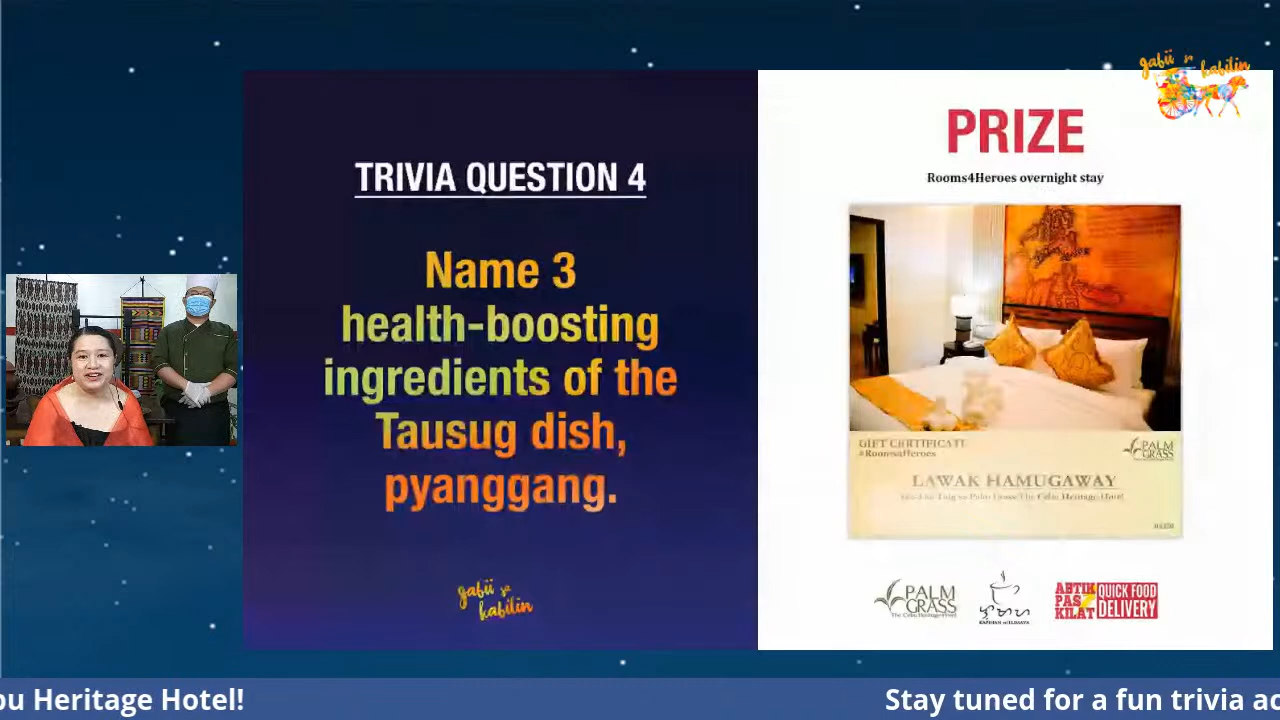 gabii sa kabilin
TRIVIA QUESTION 4
Name 3
health-boosting
ingredients of the
Tausug dish,
pyanggang.
gabii sa
kabilin
PRIZE
Rooms4Heroes overnight stay
GIFT CERTIFICATE
#Rooms4Heroes
PALM
GRASS
LAWAK HAMUGAWAY
PALM
GRASS
The Cebu Heritage Hotel
KAPIHAN
ABTIK
PAS
KILAT
QUICK FOOD
DELIVERY
ou Heritage Hotel!
Stay tuned for a fun trivia ac